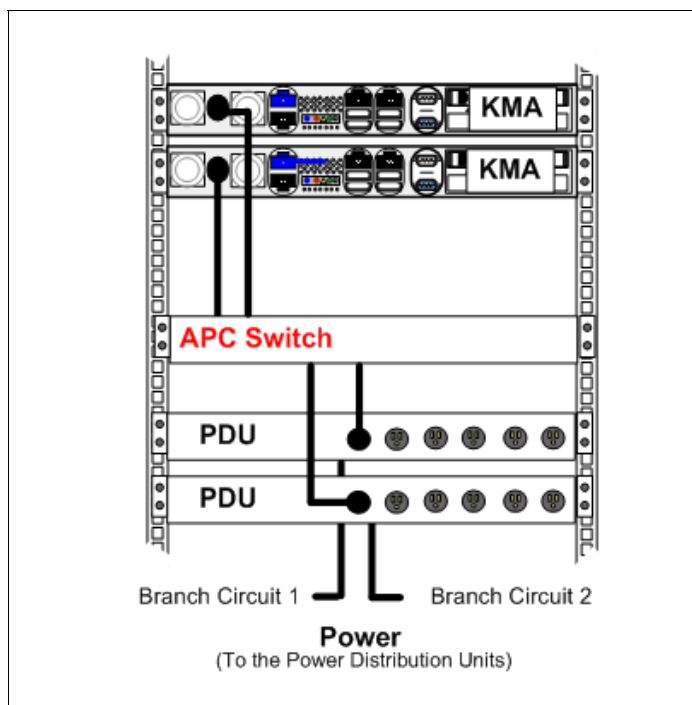 KMA
KMA
APC Switch
PDU
PDU
Branch Circuit 1
Branch Circuit 2
Power
(To the Power Distribution Units)